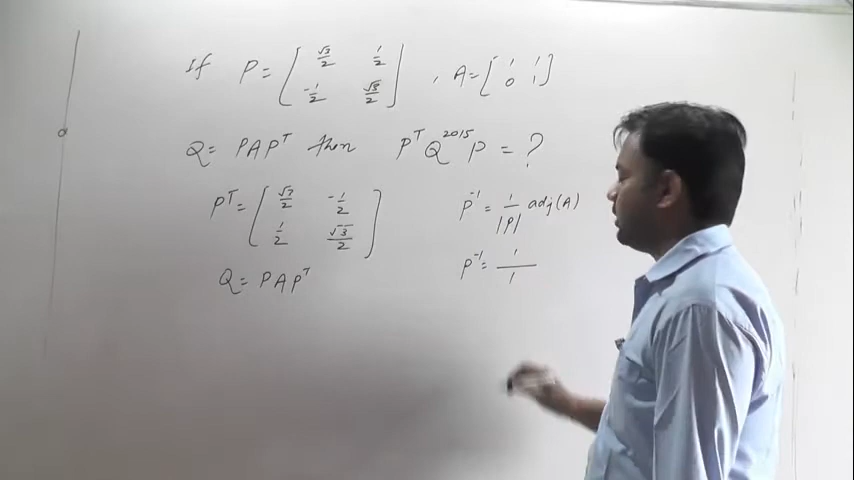 If P = [ √3/2 1/2 , A = [ 1 1
-1/2 √3/2 ] 0 1 ]
Q = PAP^T then P^T Q^2015 P = ?
P^T = [ √3/2 -1/2 P^-1 = 1/|P| adj(A)
1/2 √3/2 ]
Q = PAP^T P^-1 = 1/1